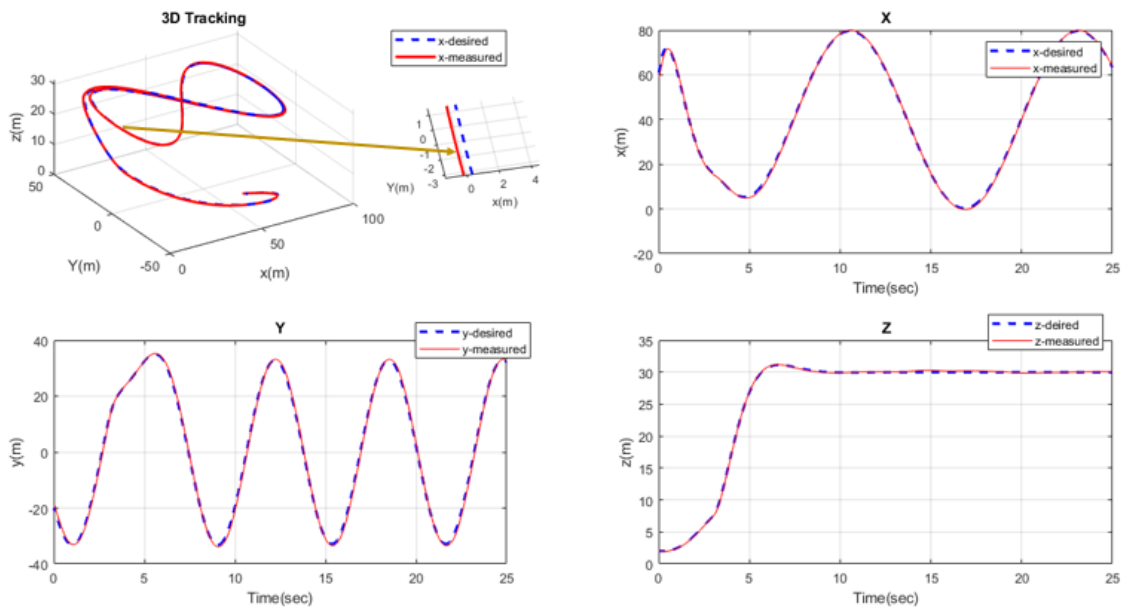 3D Tracking
x-desired
x-measured
30
20
10
0
z(m)
50
0
-50
Y(m)
0
50
100
x(m)
1
0
-1
-2
-3
Y(m)
0
2
4
x(m)
X
x-desired
x-measured
80
60
40
20
0
-20
x(m)
0
5
10
15
20
25
Time(sec)
Y
y-desired
y-measured
40
20
0
-20
-40
y(m)
0
5
10
15
20
25
Time(sec)
Z
z-deired
z-measured
35
30
25
20
15
10
5
0
z(m)
0
5
10
15
20
25
Time(sec)